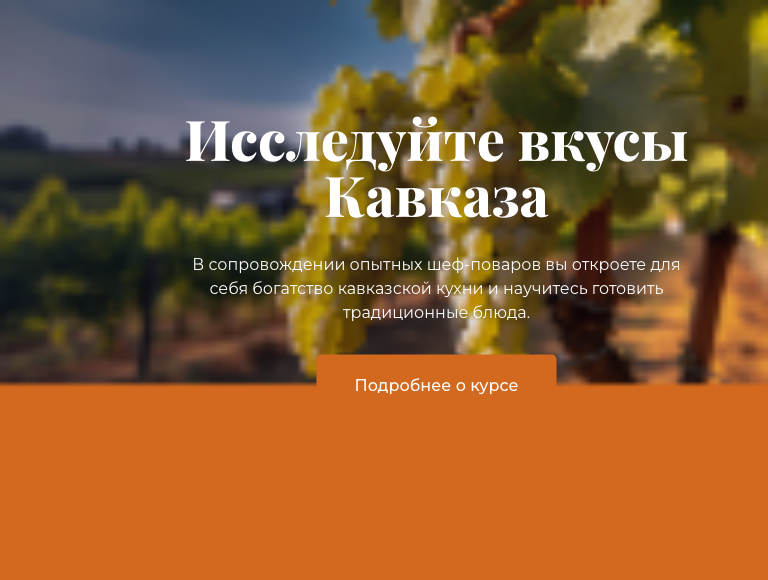 Исследуйте вкусы
Кавказа
В сопровождении опытных шеф-поваров вы откроете для
себя богатство кавказской кухни и научитесь готовить
традиционные блюда.
Подробнее о курсе